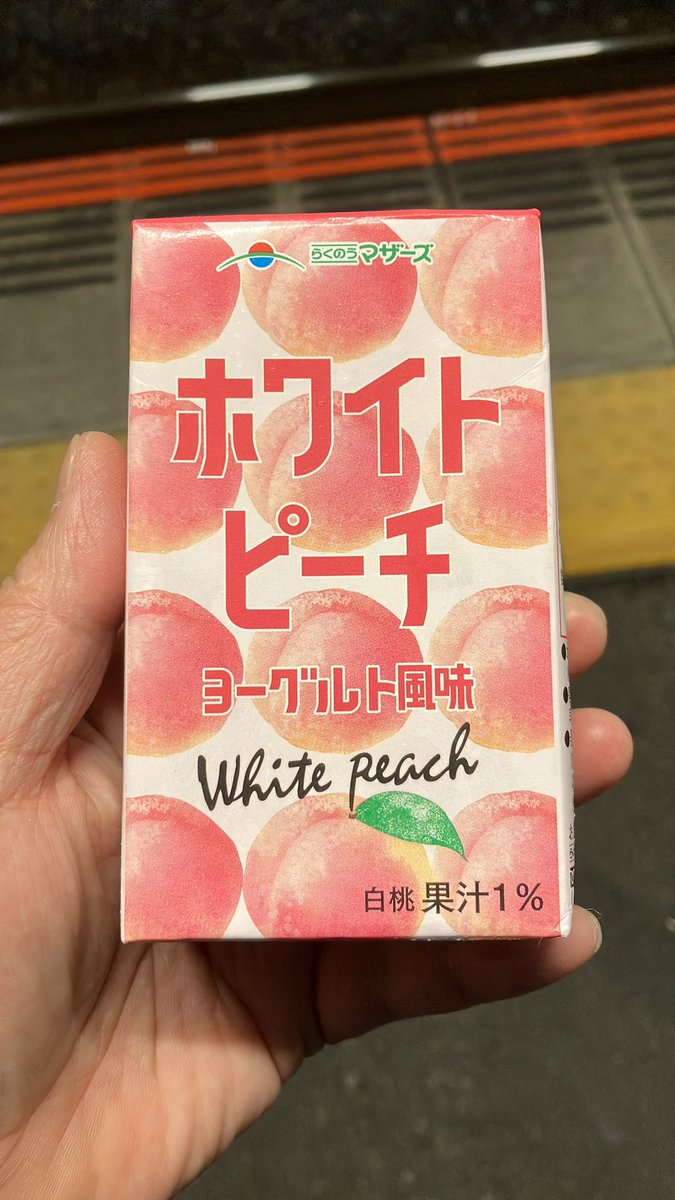 らくのうマザーズ
ホワイト
ピーチ
ヨーグルト風味
White peach
白桃 果汁1%